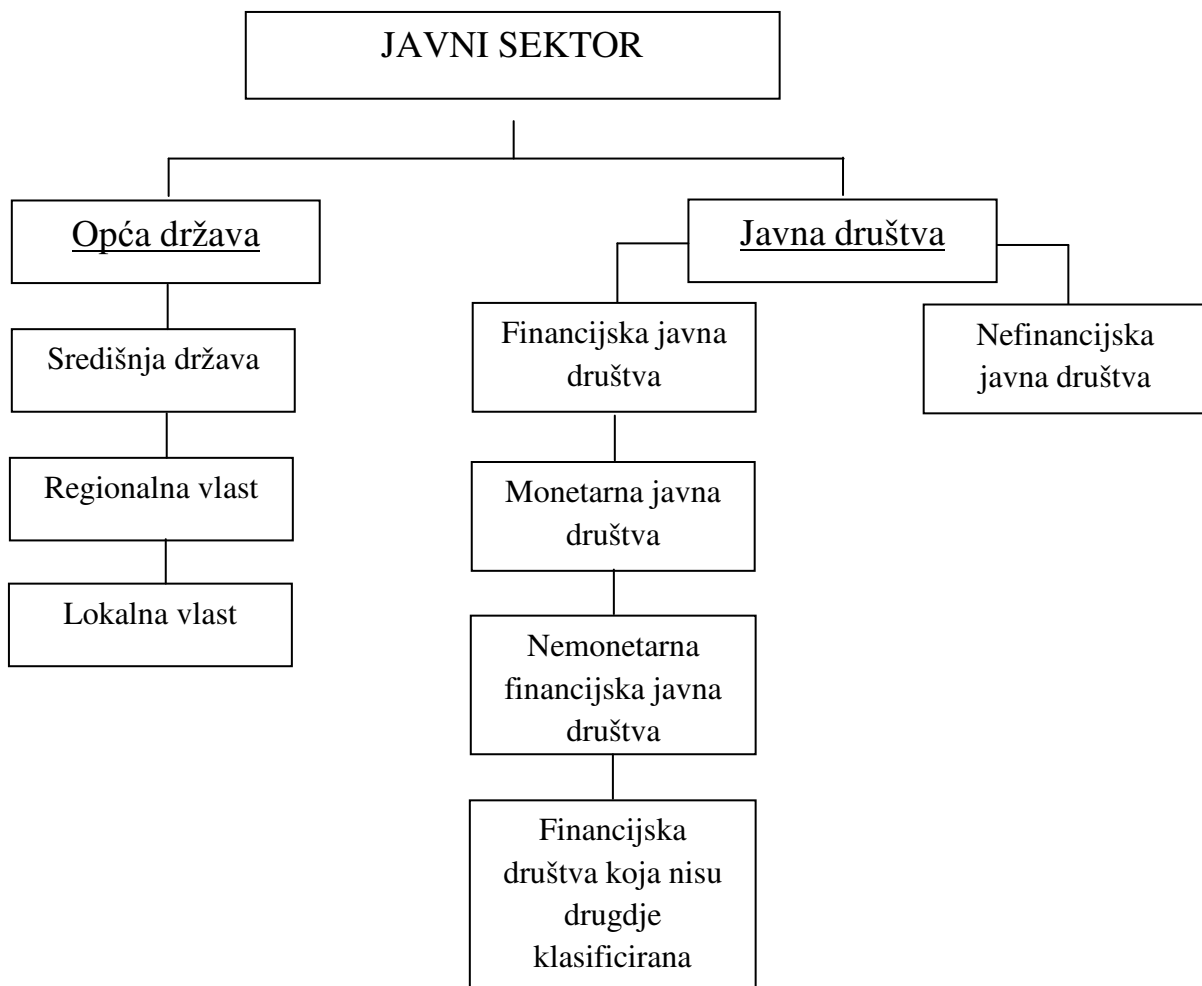 JAVNI SEKTOR
Opća država
Središnja država
Regionalna vlast
Lokalna vlast
Javna društva
Financijska javna
društva
Monetarna javna
društva
Nemonetarna
financijska javna
društva
Financijska
društva koja nisu
drugdje
klasificirana
Nefinancijska
javna društva